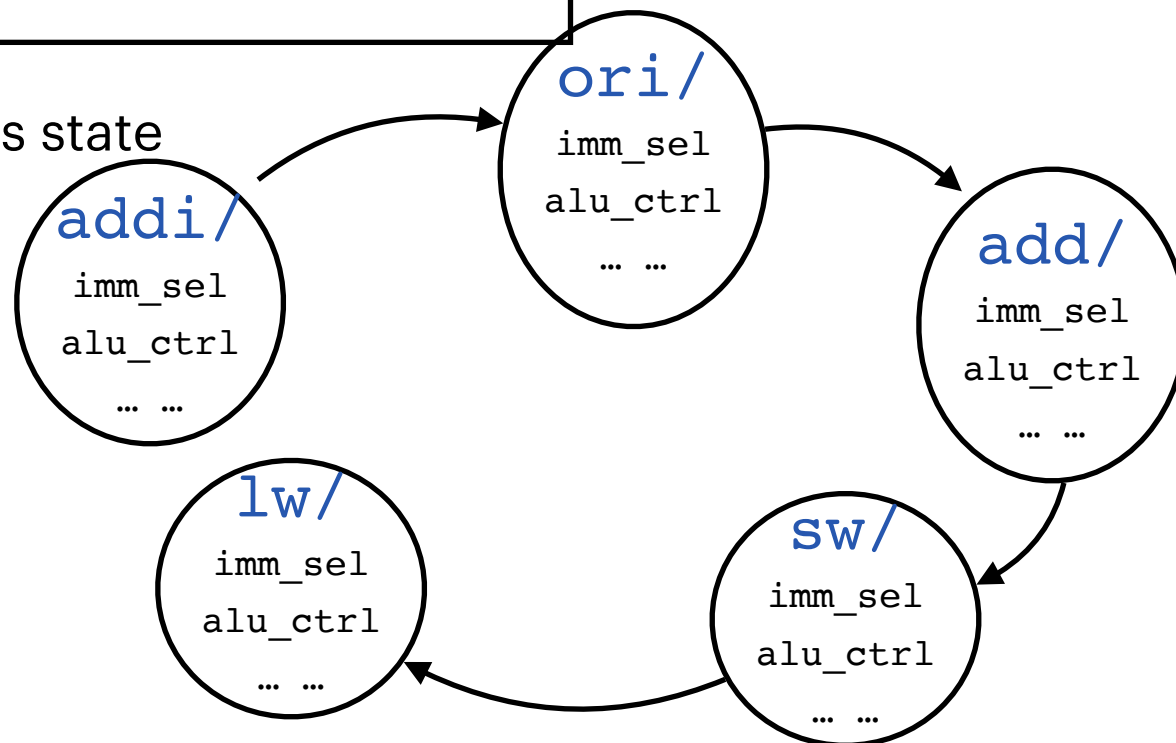 s state
addi/
imm_sel
alu_ctrl
… …
ori/
imm_sel
alu_ctrl
… …
add/
imm_sel
alu_ctrl
… …
sw/
imm_sel
alu_ctrl
… …
lw/
imm_sel
alu_ctrl
… …